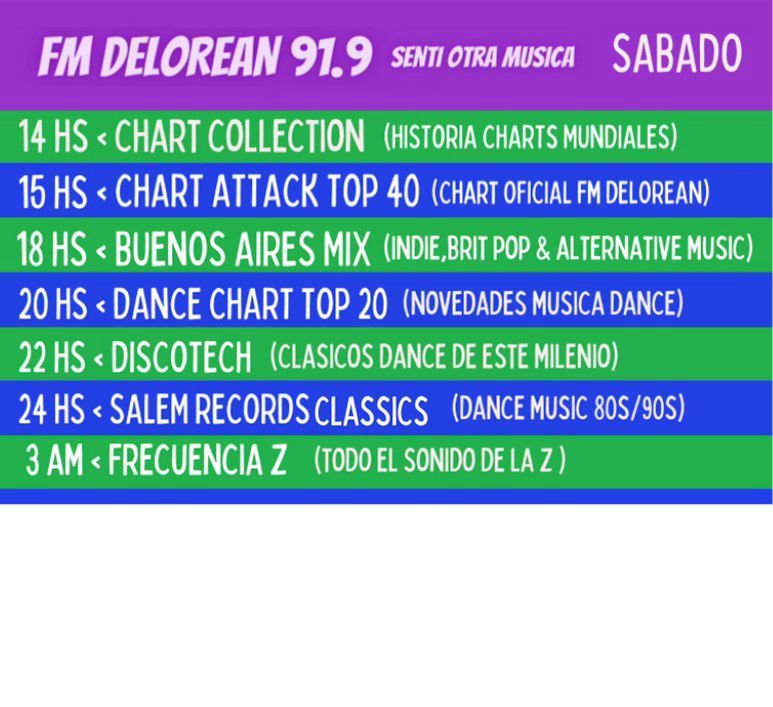 FM DELOREAN 91.9 SENTI OTRA MUSICA SABADO
14 HS < CHART COLLECTION (HISTORIA CHARTS MUNDIALES)
15 HS < CHART ATTACK TOP 40 (CHART OFICIAL FM DELOREAN)
18 HS < BUENOS AIRES MIX (INDIE,BRIT POP & ALTERNATIVE MUSIC)
20 HS < DANCE CHART TOP 20 (NOVEDADES MUSICA DANCE)
22 HS < DISCOTECH (CLASICOS DANCE DE ESTE MILENIO)
24 HS < SALEM RECORDS CLASSICS (DANCE MUSIC 80S/90S)
3 AM < FRECUENCIA Z (TODO EL SONIDO DE LA Z )